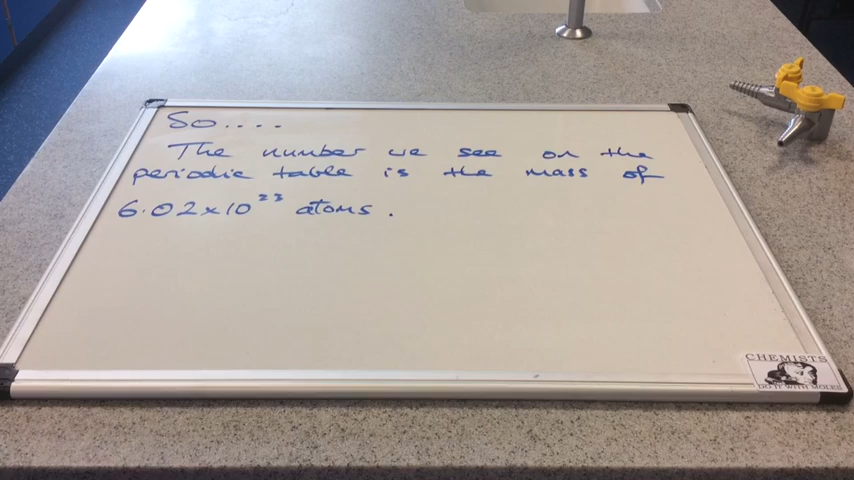 So....
The number we see on the
periodic table is the mass of
6.02x10²³ atoms.
CHEMISTS
DO IT WITH MOLES